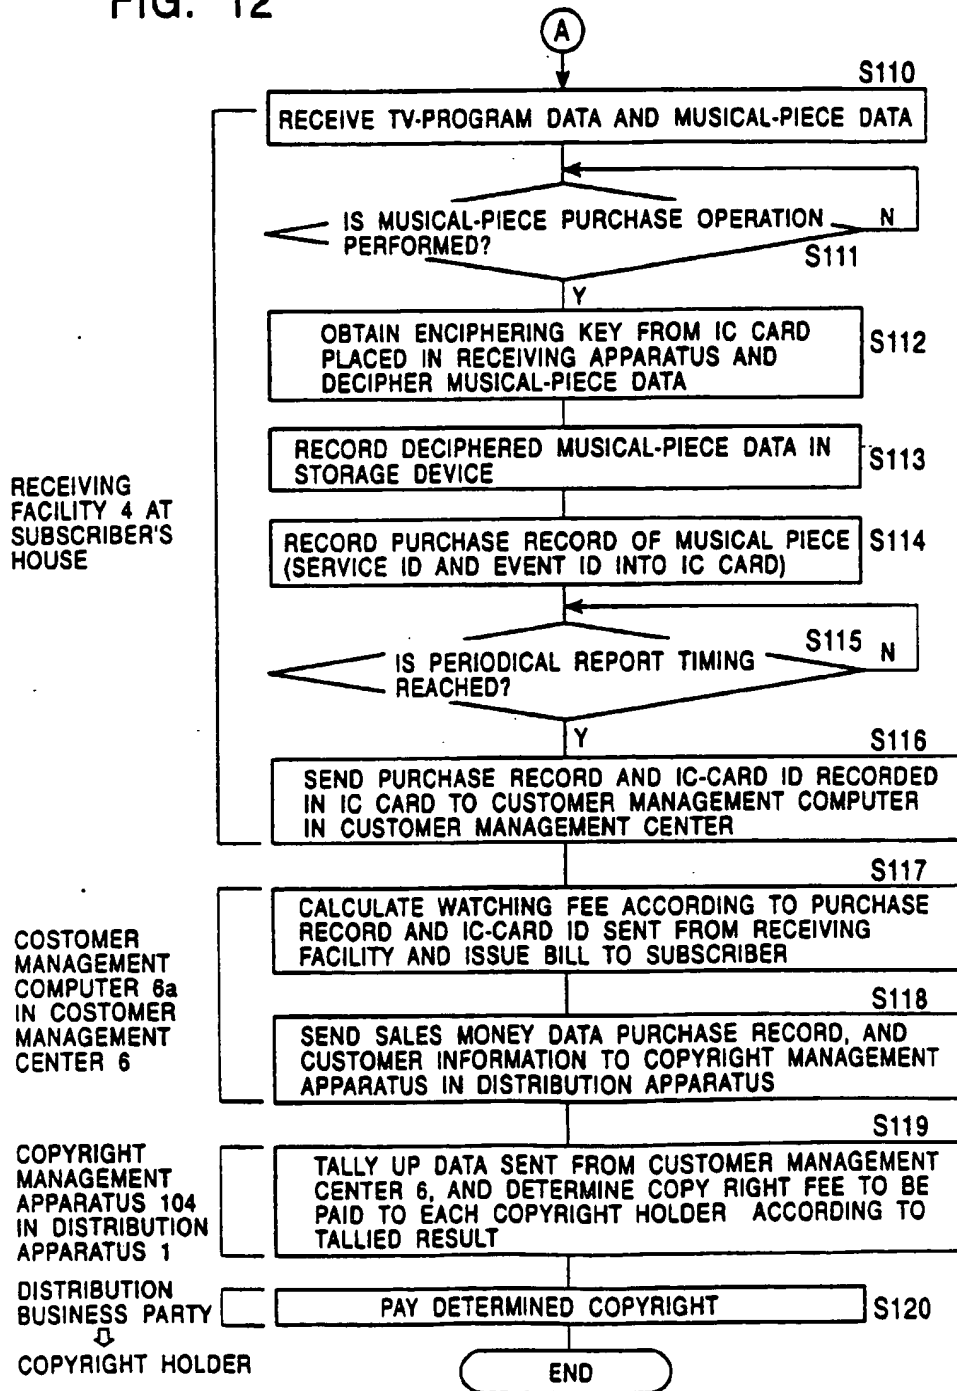 FIG. 12
A
S110
RECEIVE TV-PROGRAM DATA AND MUSICAL-PIECE DATA
IS MUSICAL-PIECE PURCHASE OPERATION
PERFORMED?
N
S111
Y
OBTAIN ENCIPHERING KEY FROM IC CARD
PLACED IN RECEIVING APPARATUS AND
DECIPHER MUSICAL-PIECE DATA
S112
RECORD DECIPHERED MUSICAL-PIECE DATA IN
STORAGE DEVICE
S113
RECEIVING
FACILITY 4 AT
SUBSCRIBER'S
HOUSE
RECORD PURCHASE RECORD OF MUSICAL PIECE
(SERVICE ID AND EVENT ID INTO IC CARD)
S114
IS PERIODICAL REPORT TIMING
REACHED?
S115
N
Y
S116
SEND PURCHASE RECORD AND IC-CARD ID RECORDED
IN IC CARD TO CUSTOMER MANAGEMENT COMPUTER
IN CUSTOMER MANAGEMENT CENTER
S117
CALCULATE WATCHING FEE ACCORDING TO PURCHASE
RECORD AND IC-CARD ID SENT FROM RECEIVING
FACILITY AND ISSUE BILL TO SUBSCRIBER
COSTOMER
MANAGEMENT
COMPUTER 6a
IN COSTOMER
MANAGEMENT
CENTER 6
S118
SEND SALES MONEY DATA PURCHASE RECORD, AND
CUSTOMER INFORMATION TO COPYRIGHT MANAGEMENT
APPARATUS IN DISTRIBUTION APPARATUS
S119
COPYRIGHT
MANAGEMENT
APPARATUS 104
IN DISTRIBUTION
APPARATUS 1
TALLY UP DATA SENT FROM CUSTOMER MANAGEMENT
CENTER 6, AND DETERMINE COPY RIGHT FEE TO BE
PAID TO EACH COPYRIGHT HOLDER ACCORDING TO
TALLIED RESULT
DISTRIBUTION
BUSINESS PARTY
⇩
COPYRIGHT HOLDER
PAY DETERMINED COPYRIGHT
S120
END